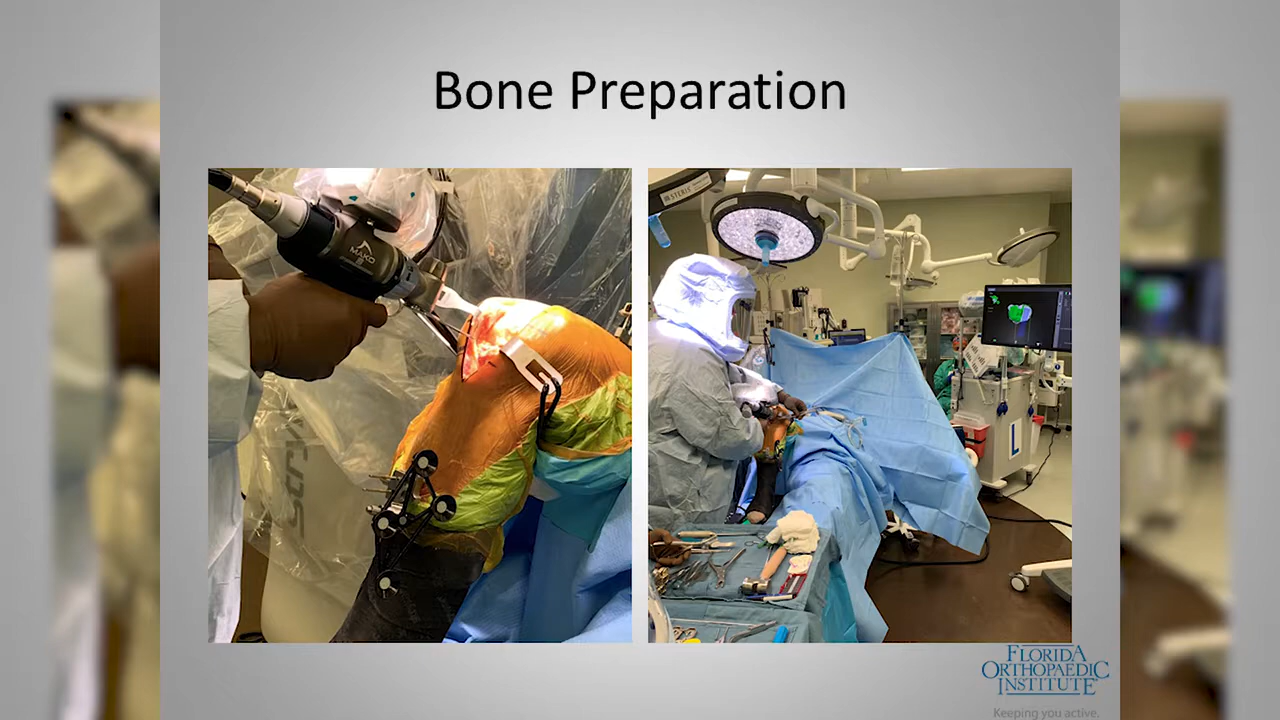 Bone Preparation
MAKO
STERIS
L
FLORIDA
ORTHOPAEDIC
INSTITUTE
Keeping you active.